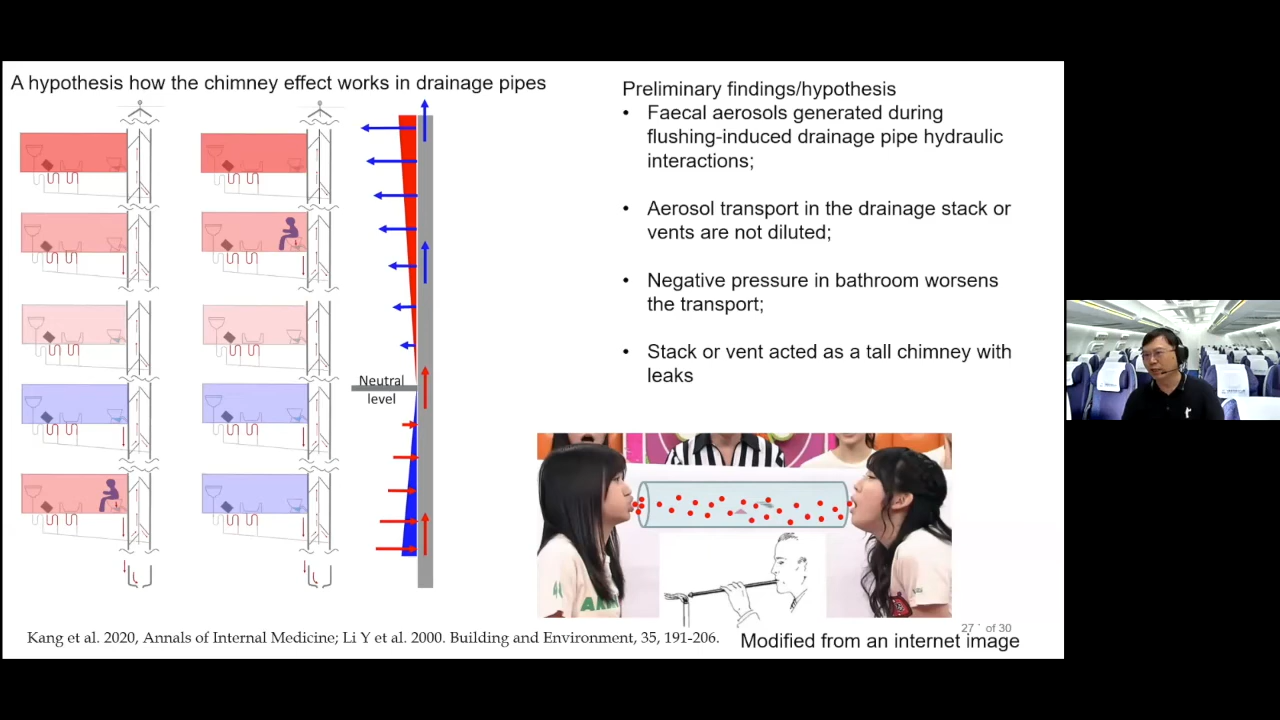 A hypothesis how the chimney effect works in drainage pipes
Neutral
level
Preliminary findings/hypothesis
• Faecal aerosols generated during
flushing-induced drainage pipe hydraulic
interactions;
• Aerosol transport in the drainage stack or
vents are not diluted;
• Negative pressure in bathroom worsens
the transport;
• Stack or vent acted as a tall chimney with
leaks
27 of 30
Kang et al. 2020, Annals of Internal Medicine; Li Y et al. 2000. Building and Environment, 35, 191-206.
Modified from an internet image